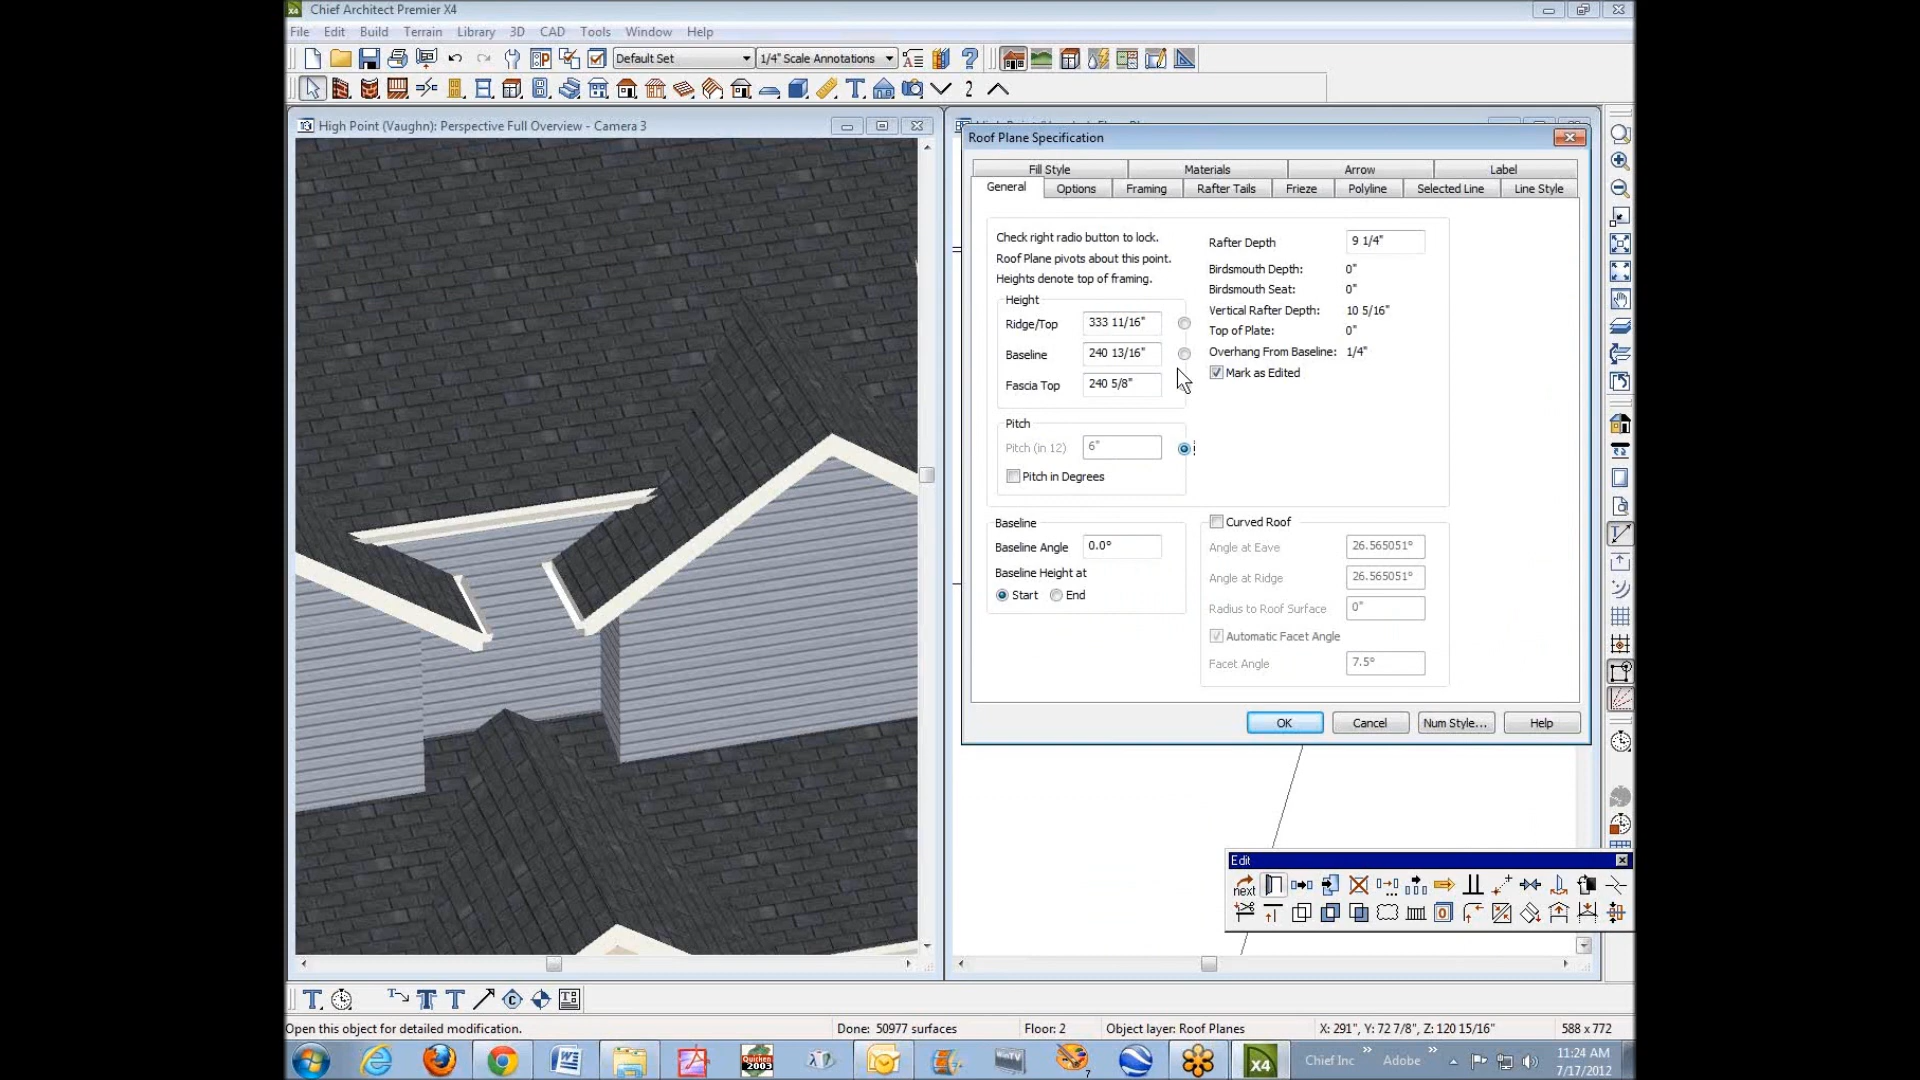 Chief Architect Premier X4
File Edit Build Terrain Library 3D CAD Tools Window Help
Default Set
1/4" Scale Annotations
2
High Point (Vaughn): Perspective Full Overview - Camera 3
Roof Plane Specification
Fill Style Materials Arrow Label
General Options Framing Rafter Tails Frieze Polyline Selected Line Line Style
Check right radio button to lock.
Roof Plane pivots about this point.
Heights denote top of framing.
Height
Ridge/Top 333 11/16"
Baseline 240 13/16"
Fascia Top 240 5/8"
Pitch
Pitch (in 12) 6"
Pitch in Degrees
Baseline
Baseline Angle 0.0°
Baseline Height at
Start End
Rafter Depth 9 1/4"
Birdsmouth Depth: 0"
Birdsmouth Seat: 0"
Vertical Rafter Depth: 10 5/16"
Top of Plate: 0"
Overhang From Baseline: 1/4"
Mark as Edited
Curved Roof
Angle at Eave 26.565051°
Angle at Ridge 26.565051°
Radius to Roof Surface 0"
Automatic Facet Angle
Facet Angle 7.5°
OK Cancel Num Style... Help
Edit
next
Open this object for detailed modification.
Done: 50977 surfaces
Floor: 2
Object layer: Roof Planes
X: 291", Y: 72 7/8", Z: 120 15/16"
588 x 772
Quicken 2003
WinTV
7
X4
Chief Inc
Adobe
11:24 AM
7/17/2012